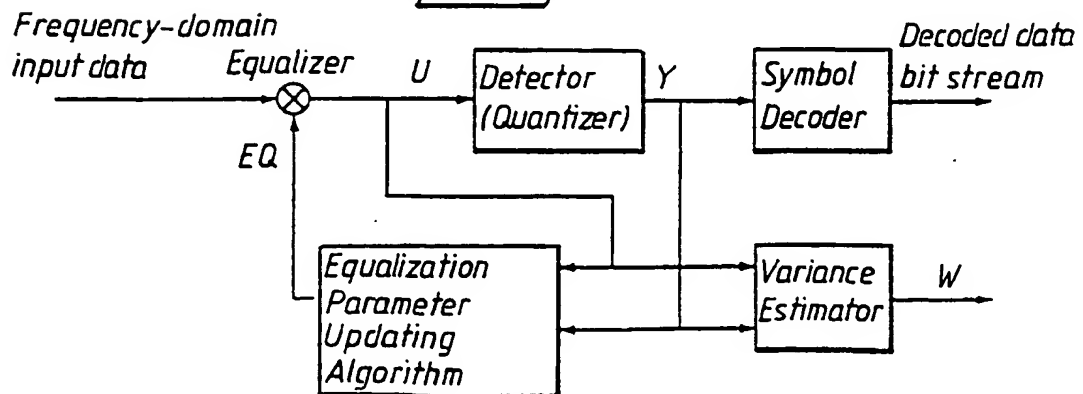 Frequency-domain
input data
Equalizer
U
Detector
(Quantizer)
Y
Symbol
Decoder
Decoded data
bit stream
EQ
Equalization
Parameter
Updating
Algorithm
Variance
Estimator
W